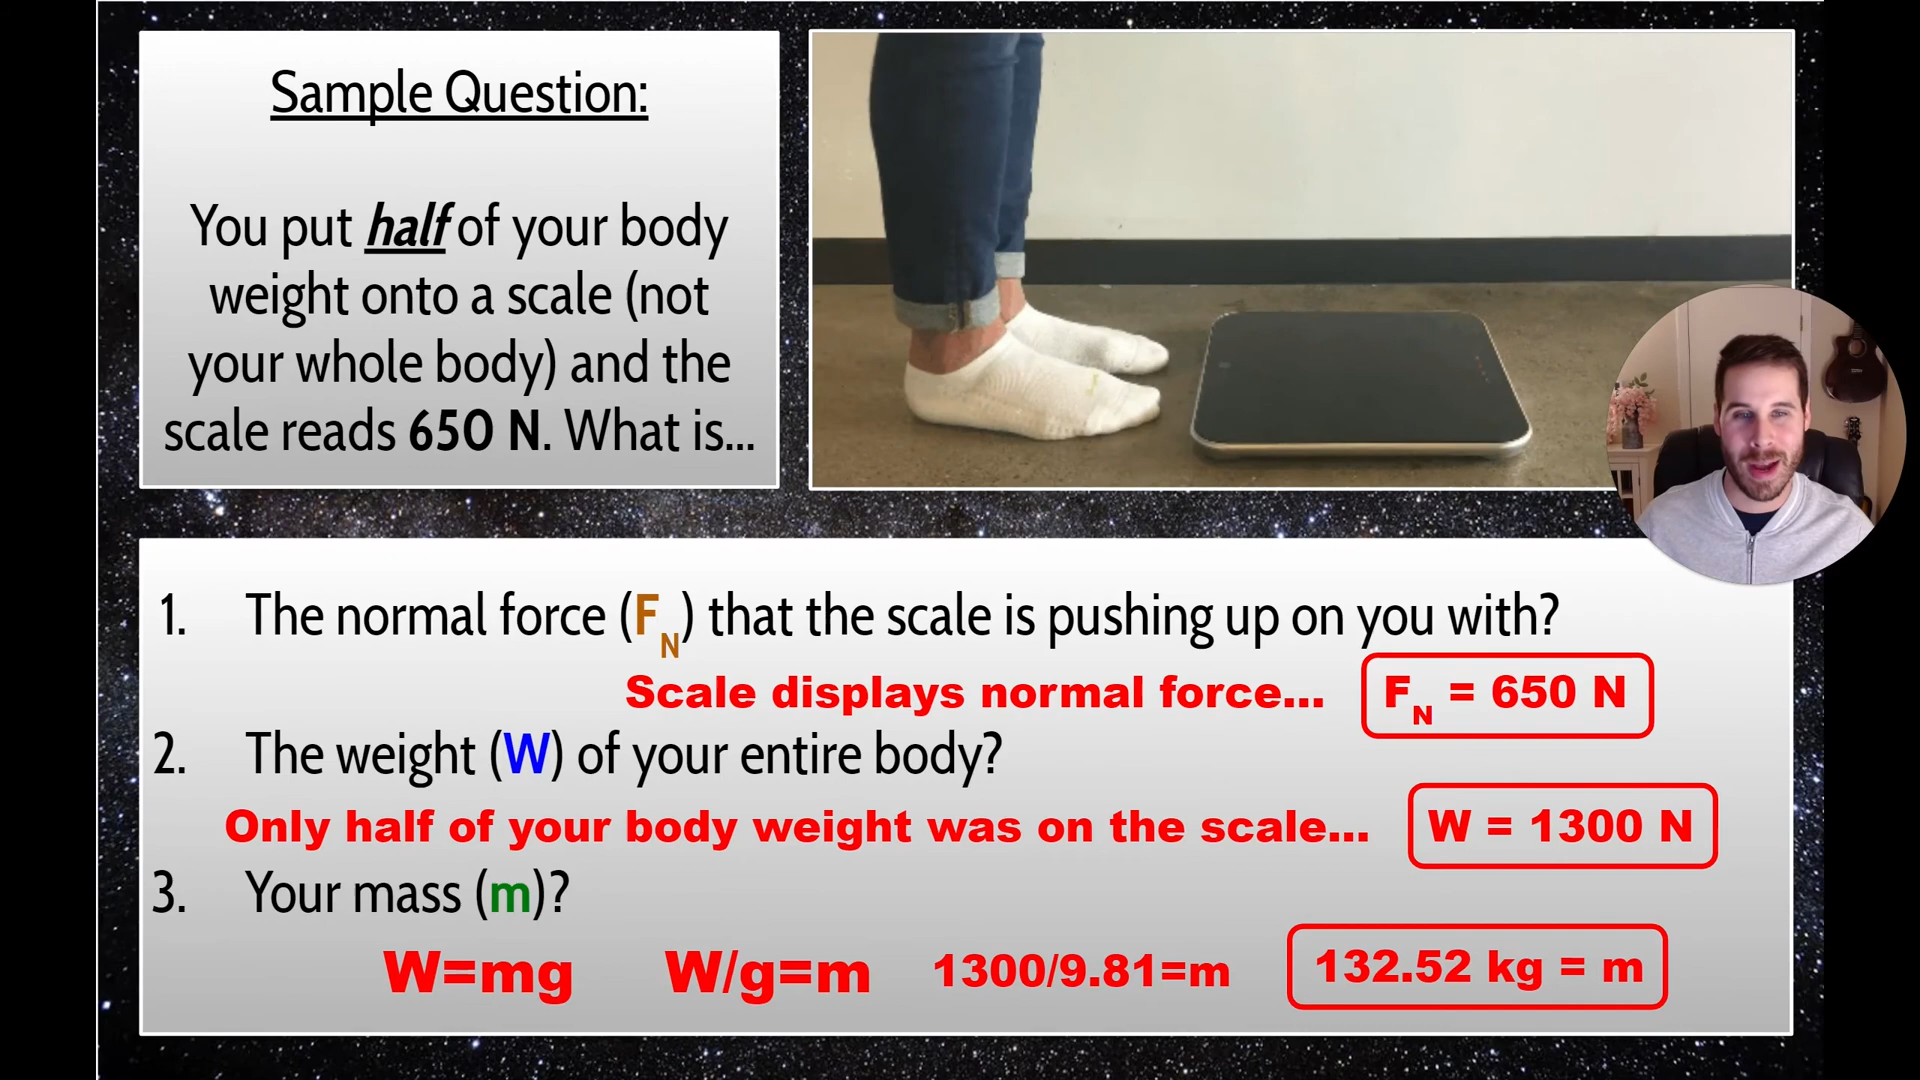 Sample Question:
You put half of your body
weight onto a scale (not
your whole body) and the
scale reads 650 N. What is...
1. The normal force (FN) that the scale is pushing up on you with?
Scale displays normal force... FN = 650 N
2. The weight (W) of your entire body?
Only half of your body weight was on the scale... W = 1300 N
3. Your mass (m)?
W=mg W/g=m 1300/9.81=m 132.52 kg = m